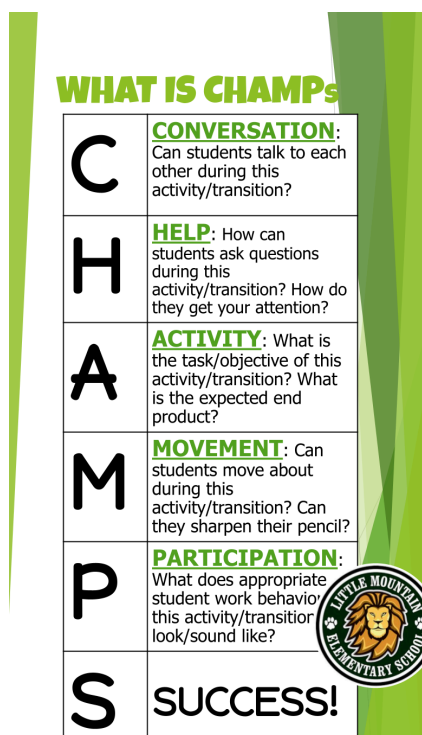 WHAT IS CHAMPs
C
CONVERSATION:
Can students talk to each
other during this
activity/transition?
H
HELP: How can
students ask questions
during this
activity/transition? How do
they get your attention?
A
ACTIVITY: What is
the task/objective of this
activity/transition? What
is the expected end
product?
M
MOVEMENT: Can
students move about
during this
activity/transition? Can
they sharpen their pencil?
P
PARTICIPATION:
What does appropriate
student work behavio
this activity/transition
look/sound like?
S
SUCCESS!
LITTLE MOUNTAIN
ELEMENTARY SCHOOL